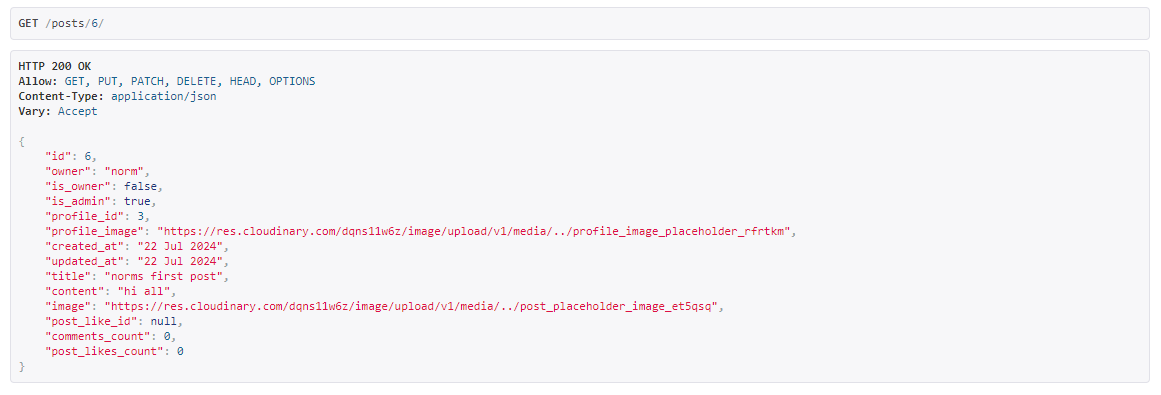 GET /posts/6/
HTTP 200 OK
Allow: GET, PUT, PATCH, DELETE, HEAD, OPTIONS
Content-Type: application/json
Vary: Accept
{
"id": 6,
"owner": "norm",
"is_owner": false,
"is_admin": true,
"profile_id": 3,
"profile_image": "https://res.cloudinary.com/dqns11w6z/image/upload/v1/media/../profile_image_placeholder_rfrtkm",
"created_at": "22 Jul 2024",
"updated_at": "22 Jul 2024",
"title": "norms first post",
"content": "hi all",
"image": "https://res.cloudinary.com/dqns11w6z/image/upload/v1/media/../post_placeholder_image_et5qsq",
"post_like_id": null,
"comments_count": 0,
"post_likes_count": 0
}